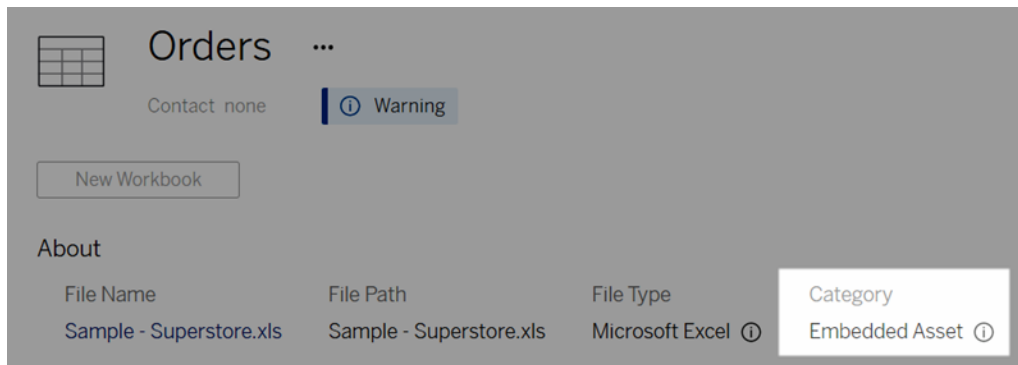 Orders ...
Contact none Warning
New Workbook
About
File Name File Path File Type Category
Sample - Superstore.xls Sample - Superstore.xls Microsoft Excel Embedded Asset